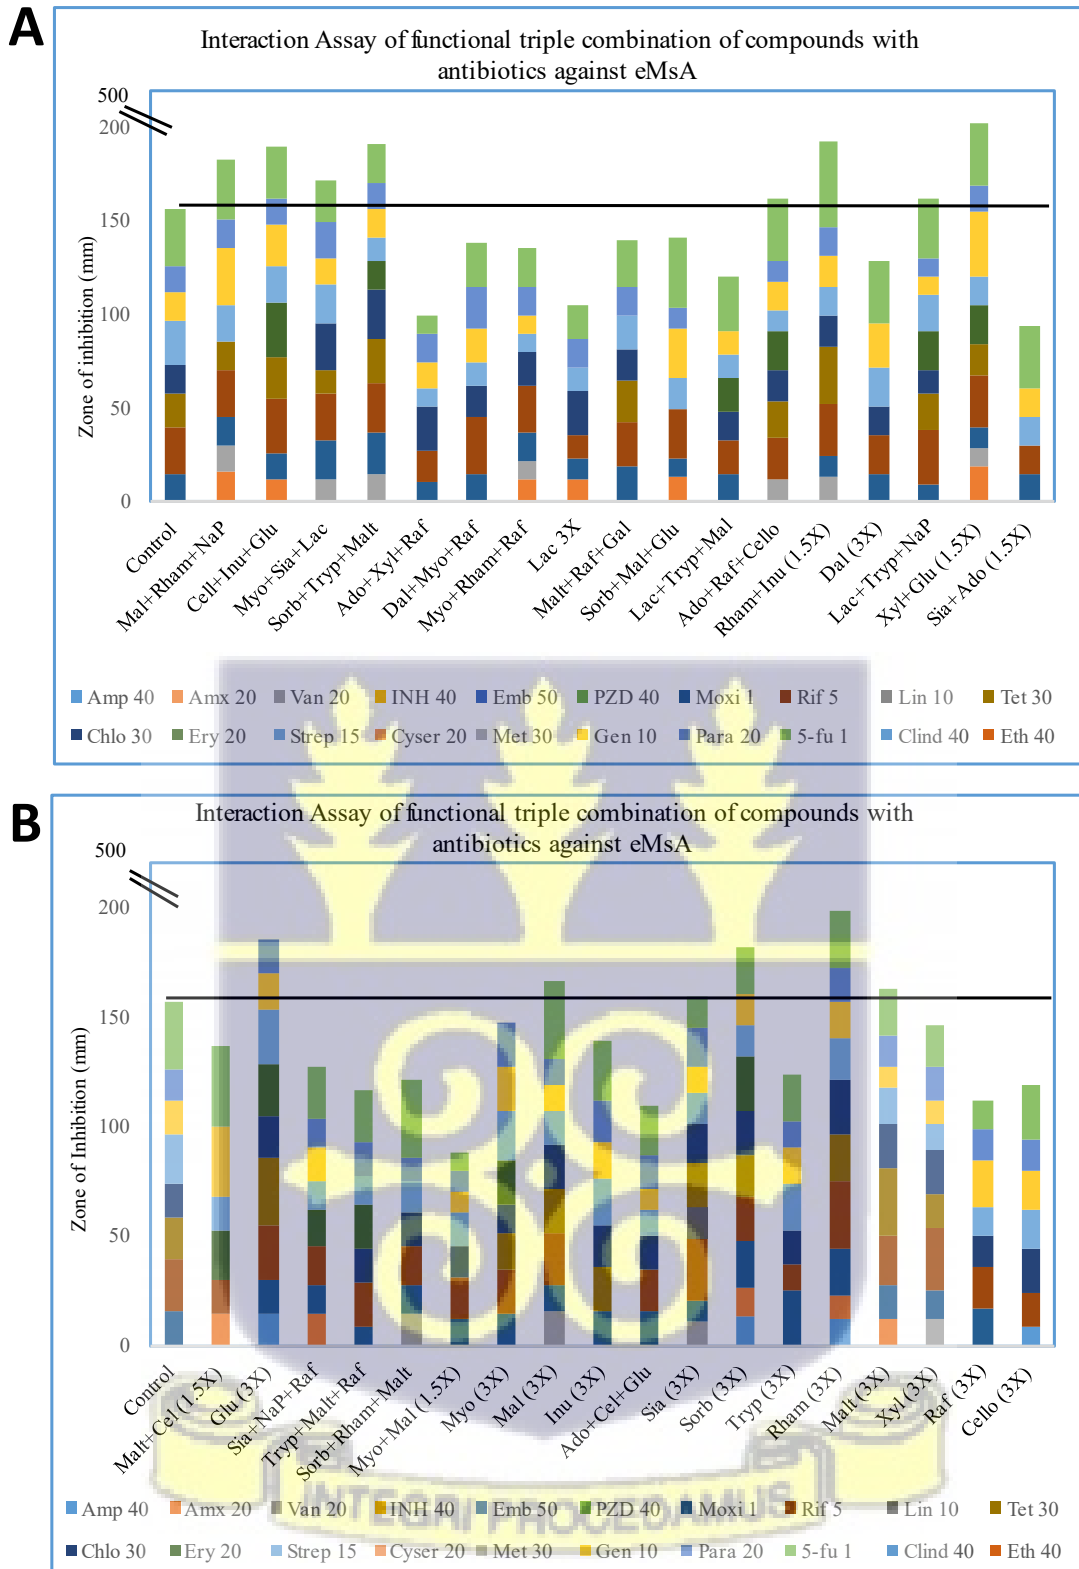 A
Interaction Assay of functional triple combination of compounds with
antibiotics against eMsA
500
200
150
100
50
0
Zone of inhibition (mm)
Control
Mal+Rham+NaP
Cell+Inu+Glu
Myo+Sia+Lac
Sorb+Tryp+Malt
Ado+Xyl+Raf
Dal+Myo+Raf
Myo+Rham+Raf
Lac 3X
Malt+Raf+Gal
Sorb+Mal+Glu
Lac+Tryp+Mal
Ado+Raf+Cello
Rham+Inu (1.5X)
Dal (3X)
Lac+Tryp+NaP
Xyl+Glu (1.5X)
Sia+Ado (1.5X)
Amp 40 Amx 20 Van 20 INH 40 Emb 50 PZD 40 Moxi 1 Rif 5 Lin 10 Tet 30
Chlo 30 Ery 20 Strep 15 Cyser 20 Met 30 Gen 10 Para 20 5-fu 1 Clind 40 Eth 40
B
Interaction Assay of functional triple combination of compounds with
antibiotics against eMsA
500
200
150
100
50
0
Zone of Inhibition (mm)
Control
Malt+Cel (1.5X)
Glu (3X)
Sia+NaP+Raf
Tryp+Malt+Raf
Sorb+Rham+Malt
Myo+Mal (1.5X)
Myo (3X)
Mal (3X)
Inu (3X)
Ado+Cel+Glu
Sia (3X)
Sorb (3X)
Tryp (3X)
Rham (3X)
Malt (3X)
Xyl (3X)
Raf (3X)
Cello (3X)
Amp 40 Amx 20 Van 20 INH 40 Emb 50 PZD 40 Moxi 1 Rif 5 Lin 10 Tet 30
Chlo 30 Ery 20 Strep 15 Cyser 20 Met 30 Gen 10 Para 20 5-fu 1 Clind 40 Eth 40
INTEGRI PROCEDAMUS